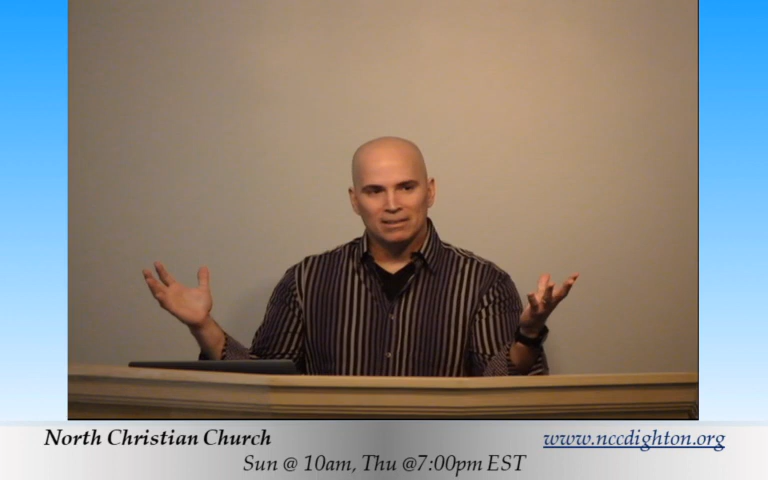 North Christian Church
www.nccdighton.org
Sun @ 10am, Thu @7:00pm EST